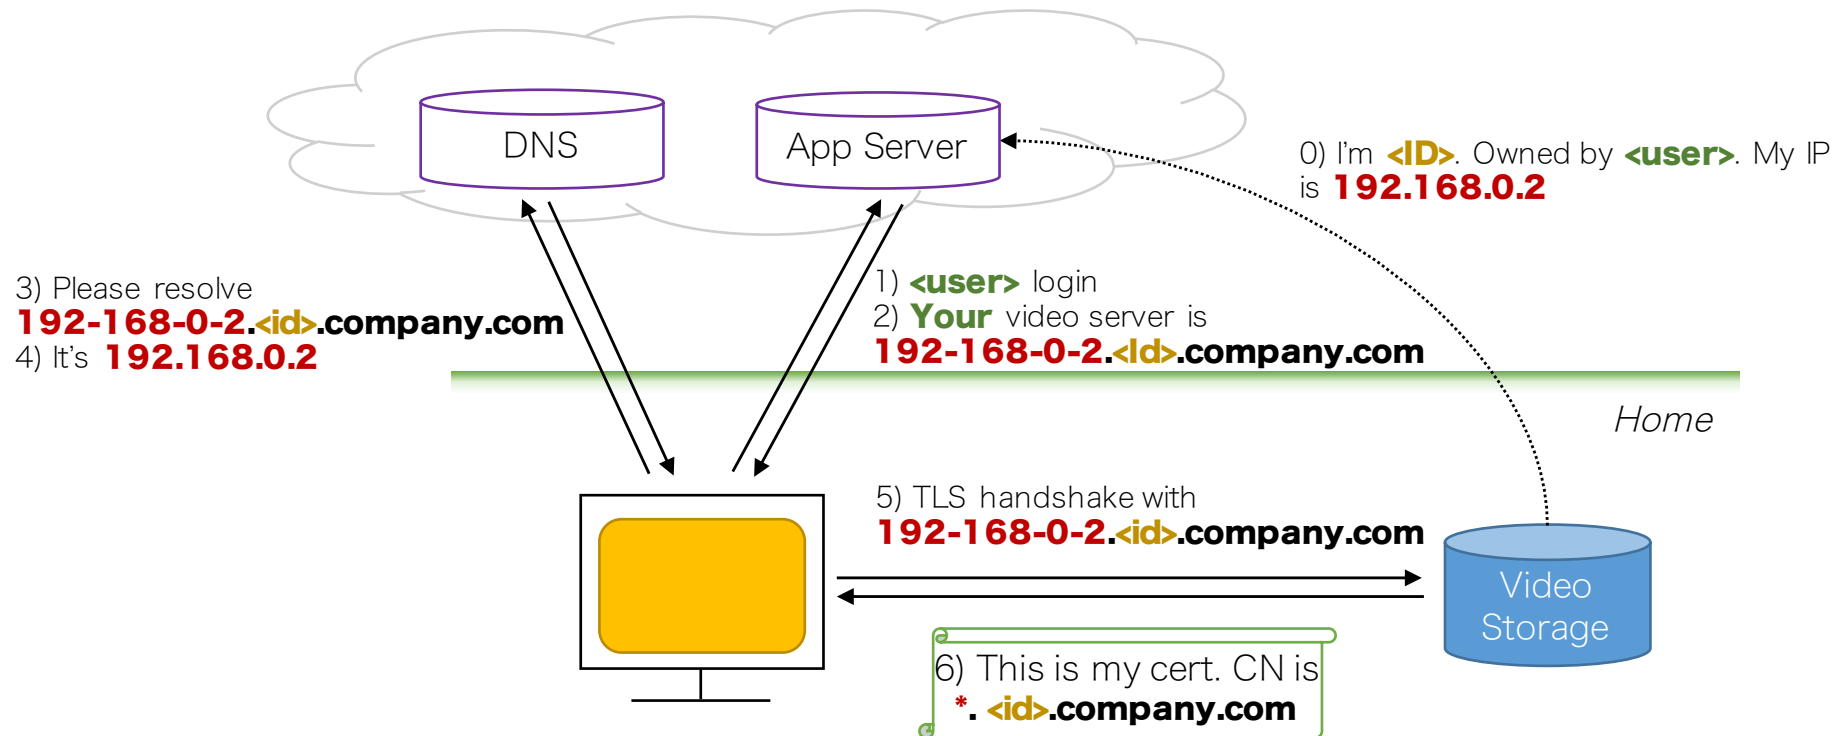 DNS
App Server
0) I'm <ID>. Owned by <user>. My IP
is 192.168.0.2
3) Please resolve
192-168-0-2.<id>.company.com
4) It's 192.168.0.2
1) <user> login
2) Your video server is
192-168-0-2.<Id>.company.com
Home
5) TLS handshake with
192-168-0-2.<id>.company.com
Video
Storage
6) This is my cert. CN is
*. <id>.company.com